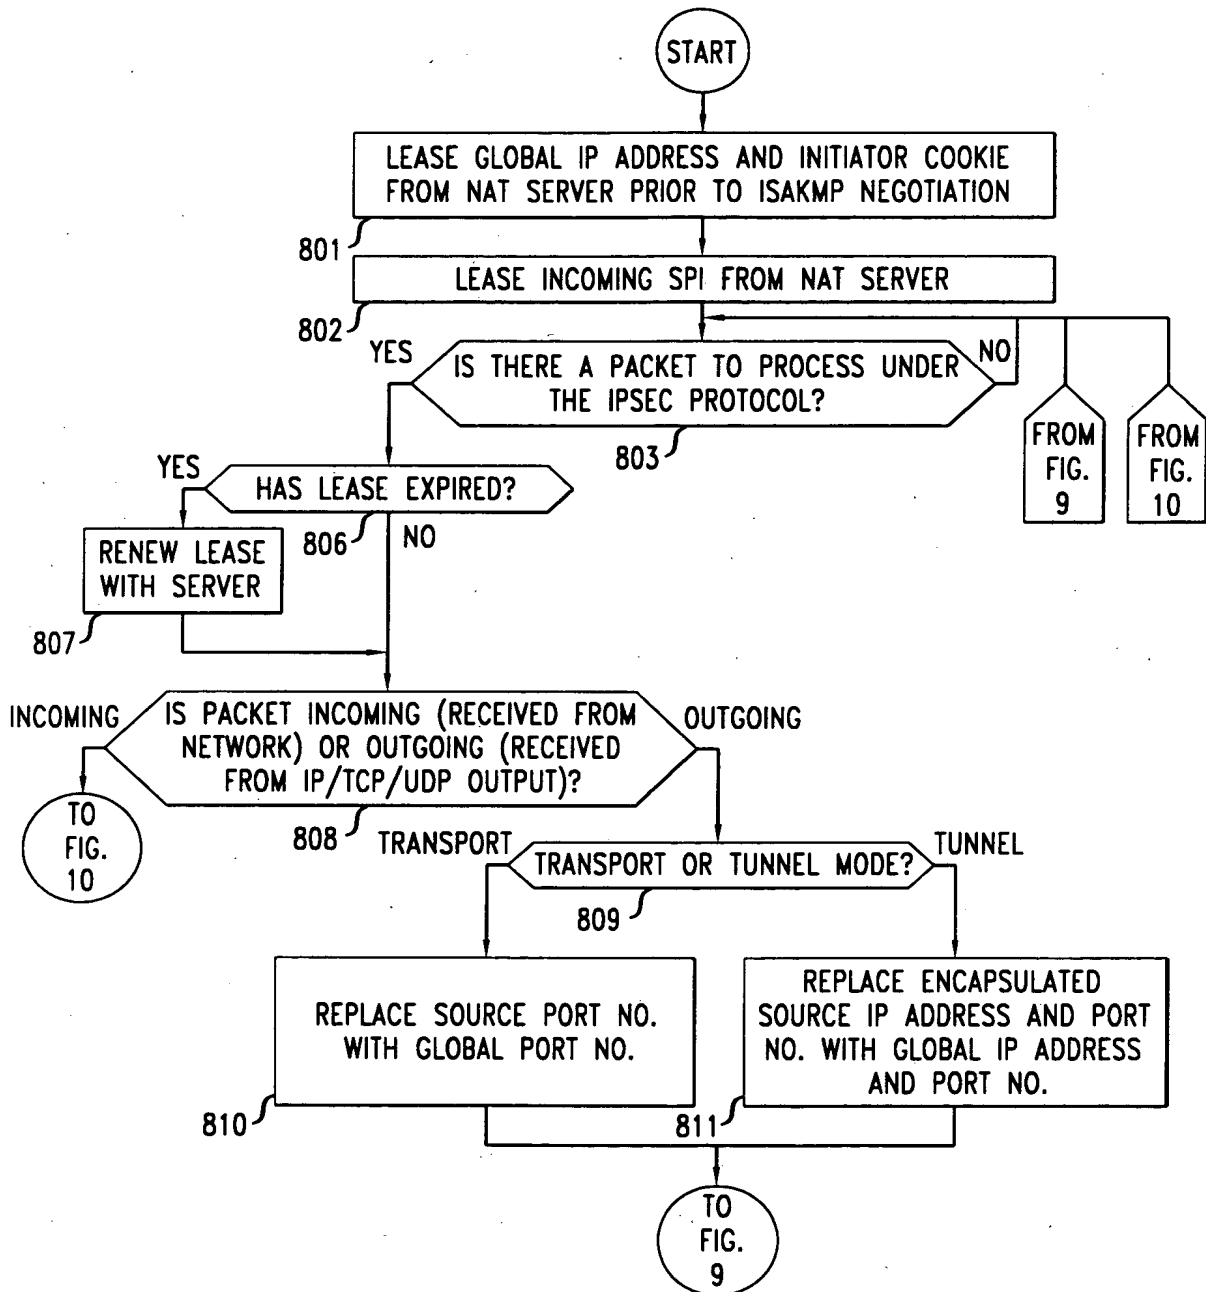 START
LEASE GLOBAL IP ADDRESS AND INITIATOR COOKIE
FROM NAT SERVER PRIOR TO ISAKMP NEGOTIATION
801
LEASE INCOMING SPI FROM NAT SERVER
802
YES
IS THERE A PACKET TO PROCESS UNDER
THE IPSEC PROTOCOL?
NO
803
FROM
FIG.
9
FROM
FIG.
10
YES
HAS LEASE EXPIRED?
806
NO
RENEW LEASE
WITH SERVER
807
INCOMING
IS PACKET INCOMING (RECEIVED FROM
NETWORK) OR OUTGOING (RECEIVED
FROM IP/TCP/UDP OUTPUT)?
OUTGOING
808
TO
FIG.
10
TRANSPORT
TRANSPORT OR TUNNEL MODE?
TUNNEL
809
REPLACE SOURCE PORT NO.
WITH GLOBAL PORT NO.
810
REPLACE ENCAPSULATED
SOURCE IP ADDRESS AND PORT
NO. WITH GLOBAL IP ADDRESS
AND PORT NO.
811
TO
FIG.
9